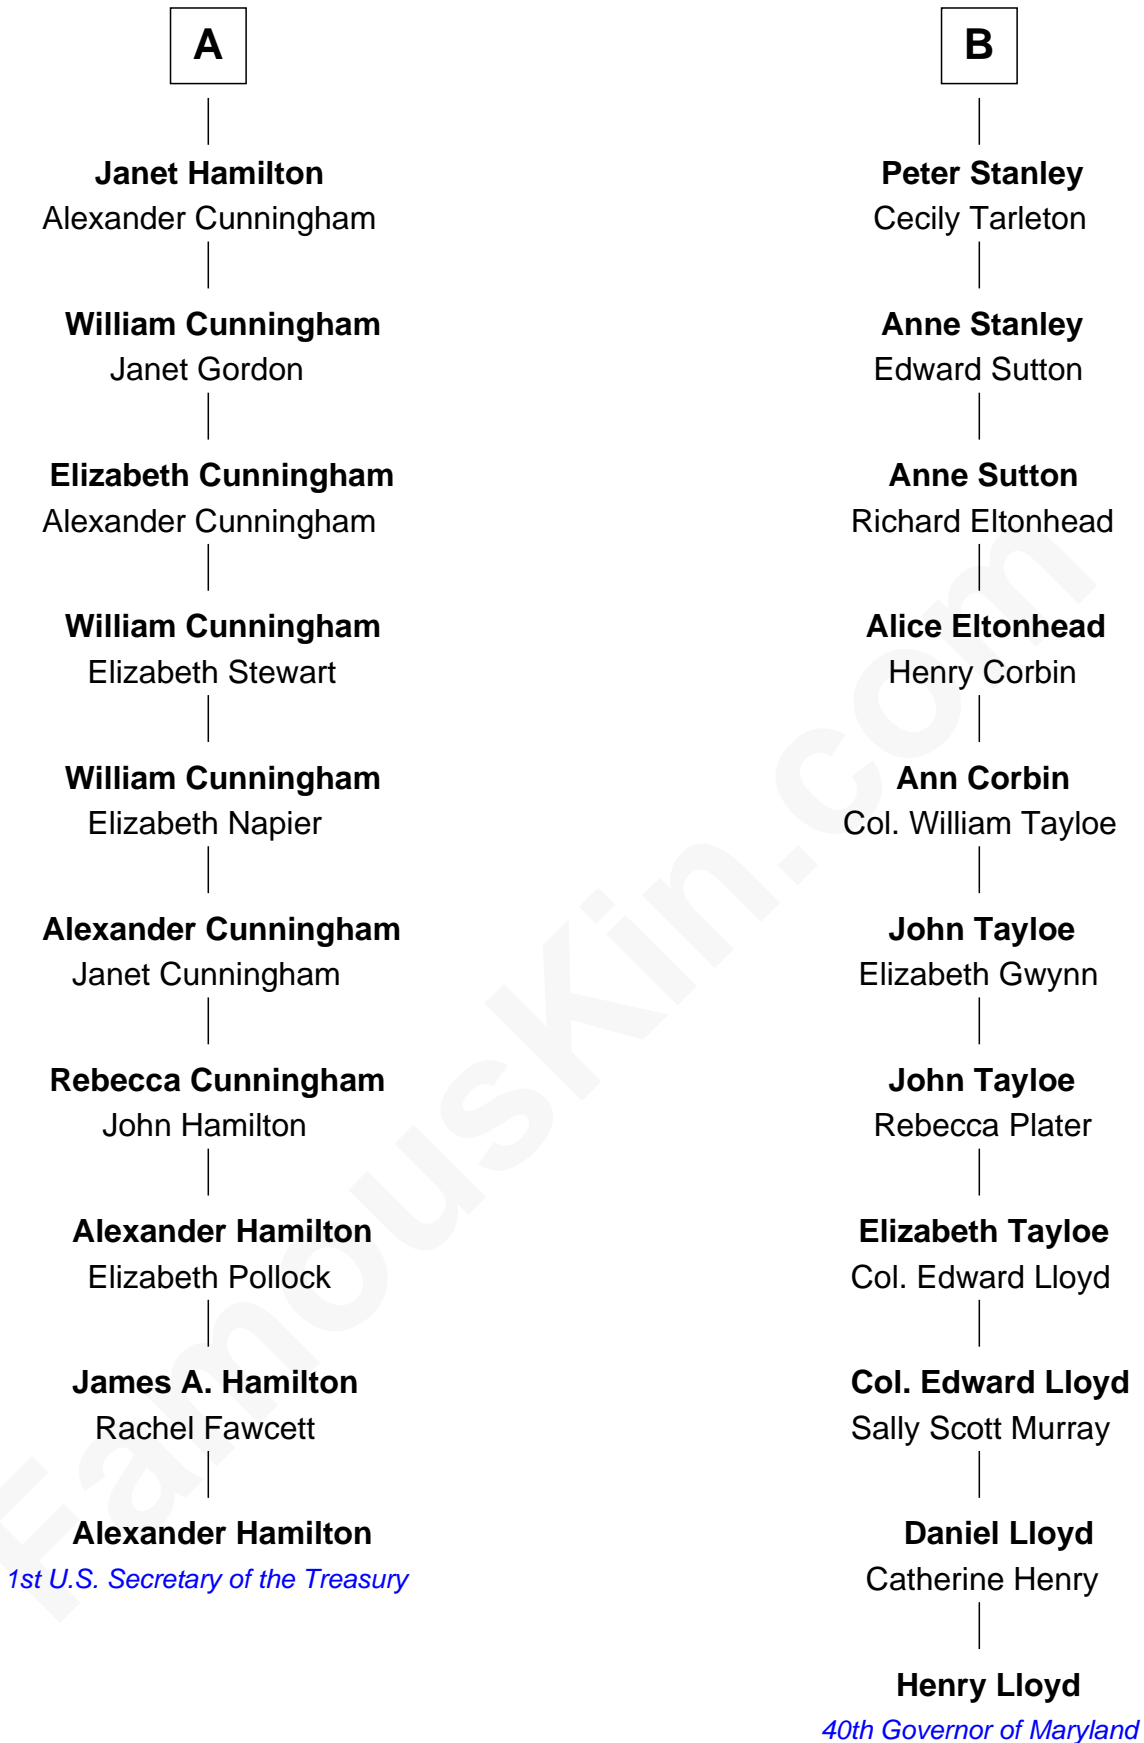 A
Janet Hamilton
Alexander Cunningham
William Cunningham
Janet Gordon
Elizabeth Cunningham
Alexander Cunningham
William Cunningham
Elizabeth Stewart
William Cunningham
Elizabeth Napier
Alexander Cunningham
Janet Cunningham
Rebecca Cunningham
John Hamilton
Alexander Hamilton
Elizabeth Pollock
James A. Hamilton
Rachel Fawcett
Alexander Hamilton
1st U.S. Secretary of the Treasury
B
Peter Stanley
Cecily Tarleton
Anne Stanley
Edward Sutton
Anne Sutton
Richard Eltonhead
Alice Eltonhead
Henry Corbin
Ann Corbin
Col. William Tayloe
John Tayloe
Elizabeth Gwynn
John Tayloe
Rebecca Plater
Elizabeth Tayloe
Col. Edward Lloyd
Col. Edward Lloyd
Sally Scott Murray
Daniel Lloyd
Catherine Henry
Henry Lloyd
40th Governor of Maryland
FamousKin.com